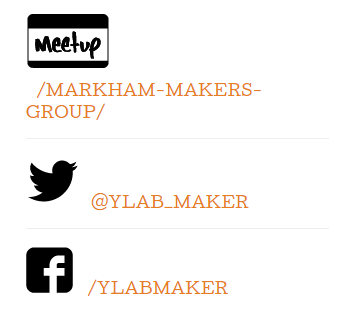 meetup
/MARKHAM-MAKERS-
GROUP/
@YLAB_MAKER
/YLABMAKER